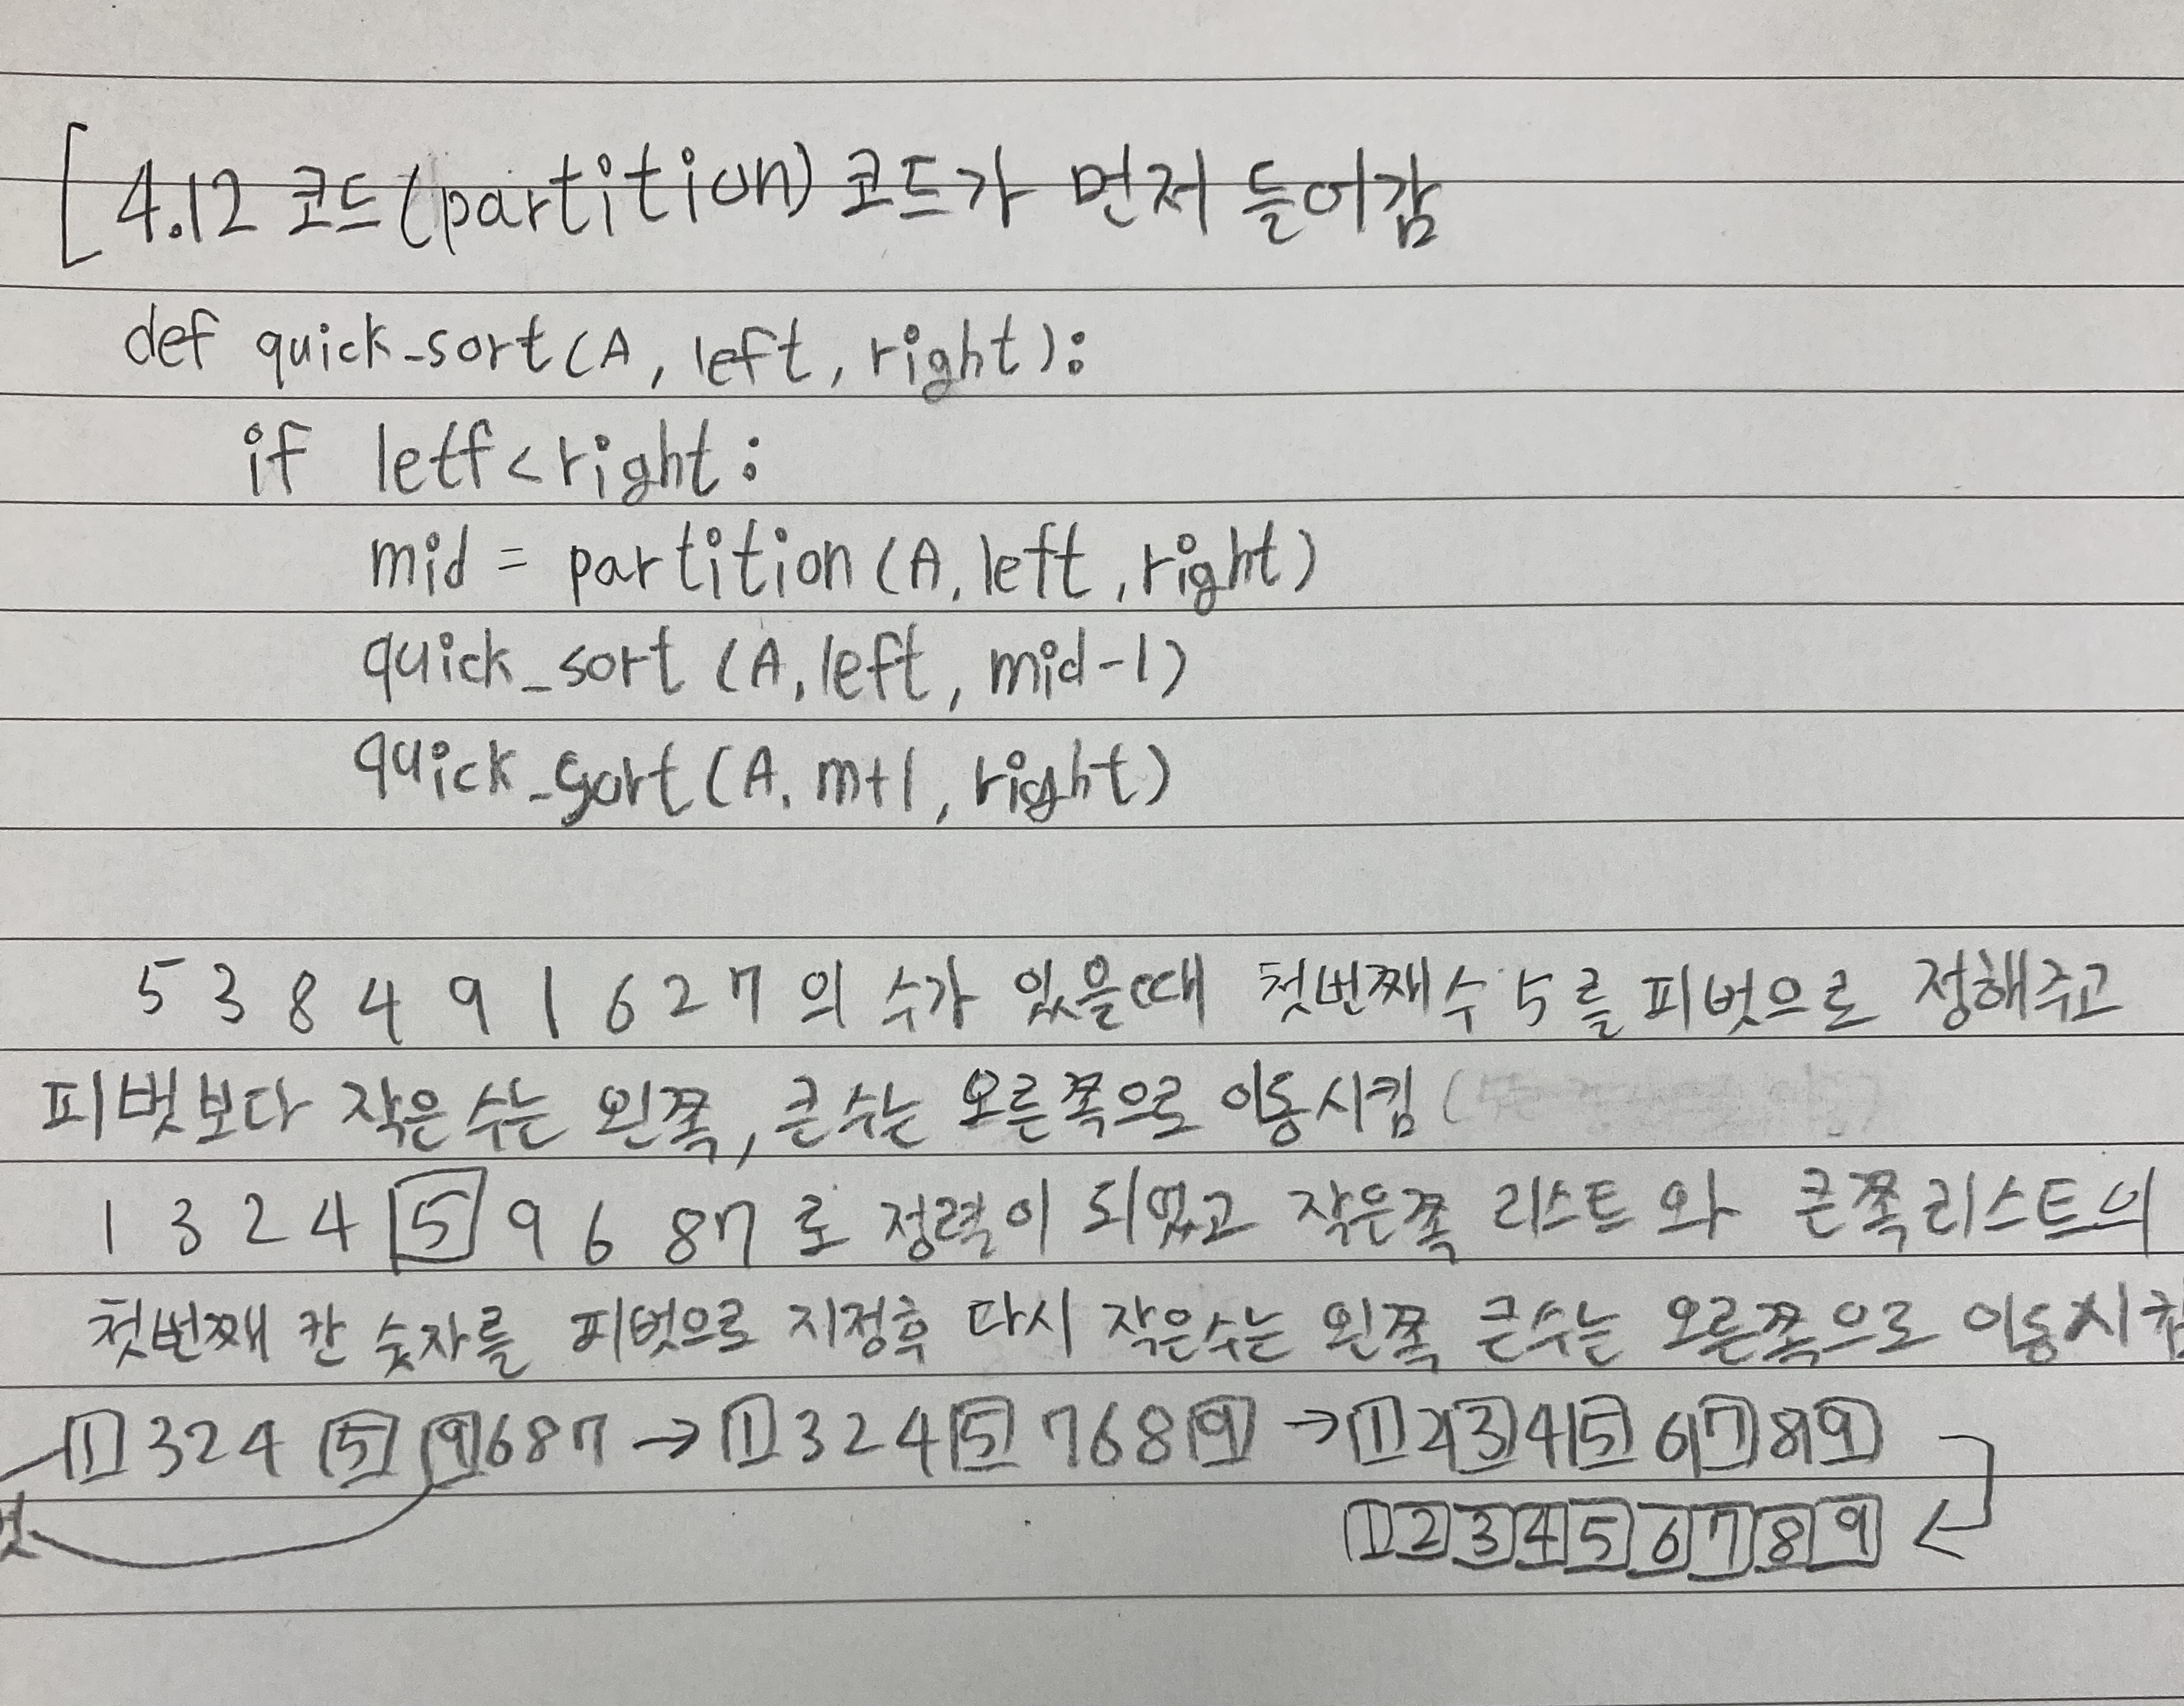 [4.12 코드(partition) 코드가 먼저 들어감
def quick_sort(A, left, right):
if letf<right:
mid = partition(A, left, right)
quick_sort (A, left, mid-1)
quick_sort(A, m+1, right)
5 3 8 4 9 1 6 2 7 의 수가 있을때 첫번째수 5를 피벗으로 정해주고
피벗보다 작은 수는 왼쪽, 큰수는 오른쪽으로 이동시킴 (
1 3 2 4 5 9 6 8 7 로 정렬이 되었고 작은쪽 리스트 와 큰쪽리스트의
첫번째 칸 숫자를 피벗으로 지정후 다시 작은수는 왼쪽 큰수는 오른쪽으로 이동시킴
1 3 2 4 5 9 6 8 7 → 1 3 2 4 5 7 6 8 9 → 1 2 3 4 5 6 7 8 9
벗 1 2 3 4 5 6 7 8 9